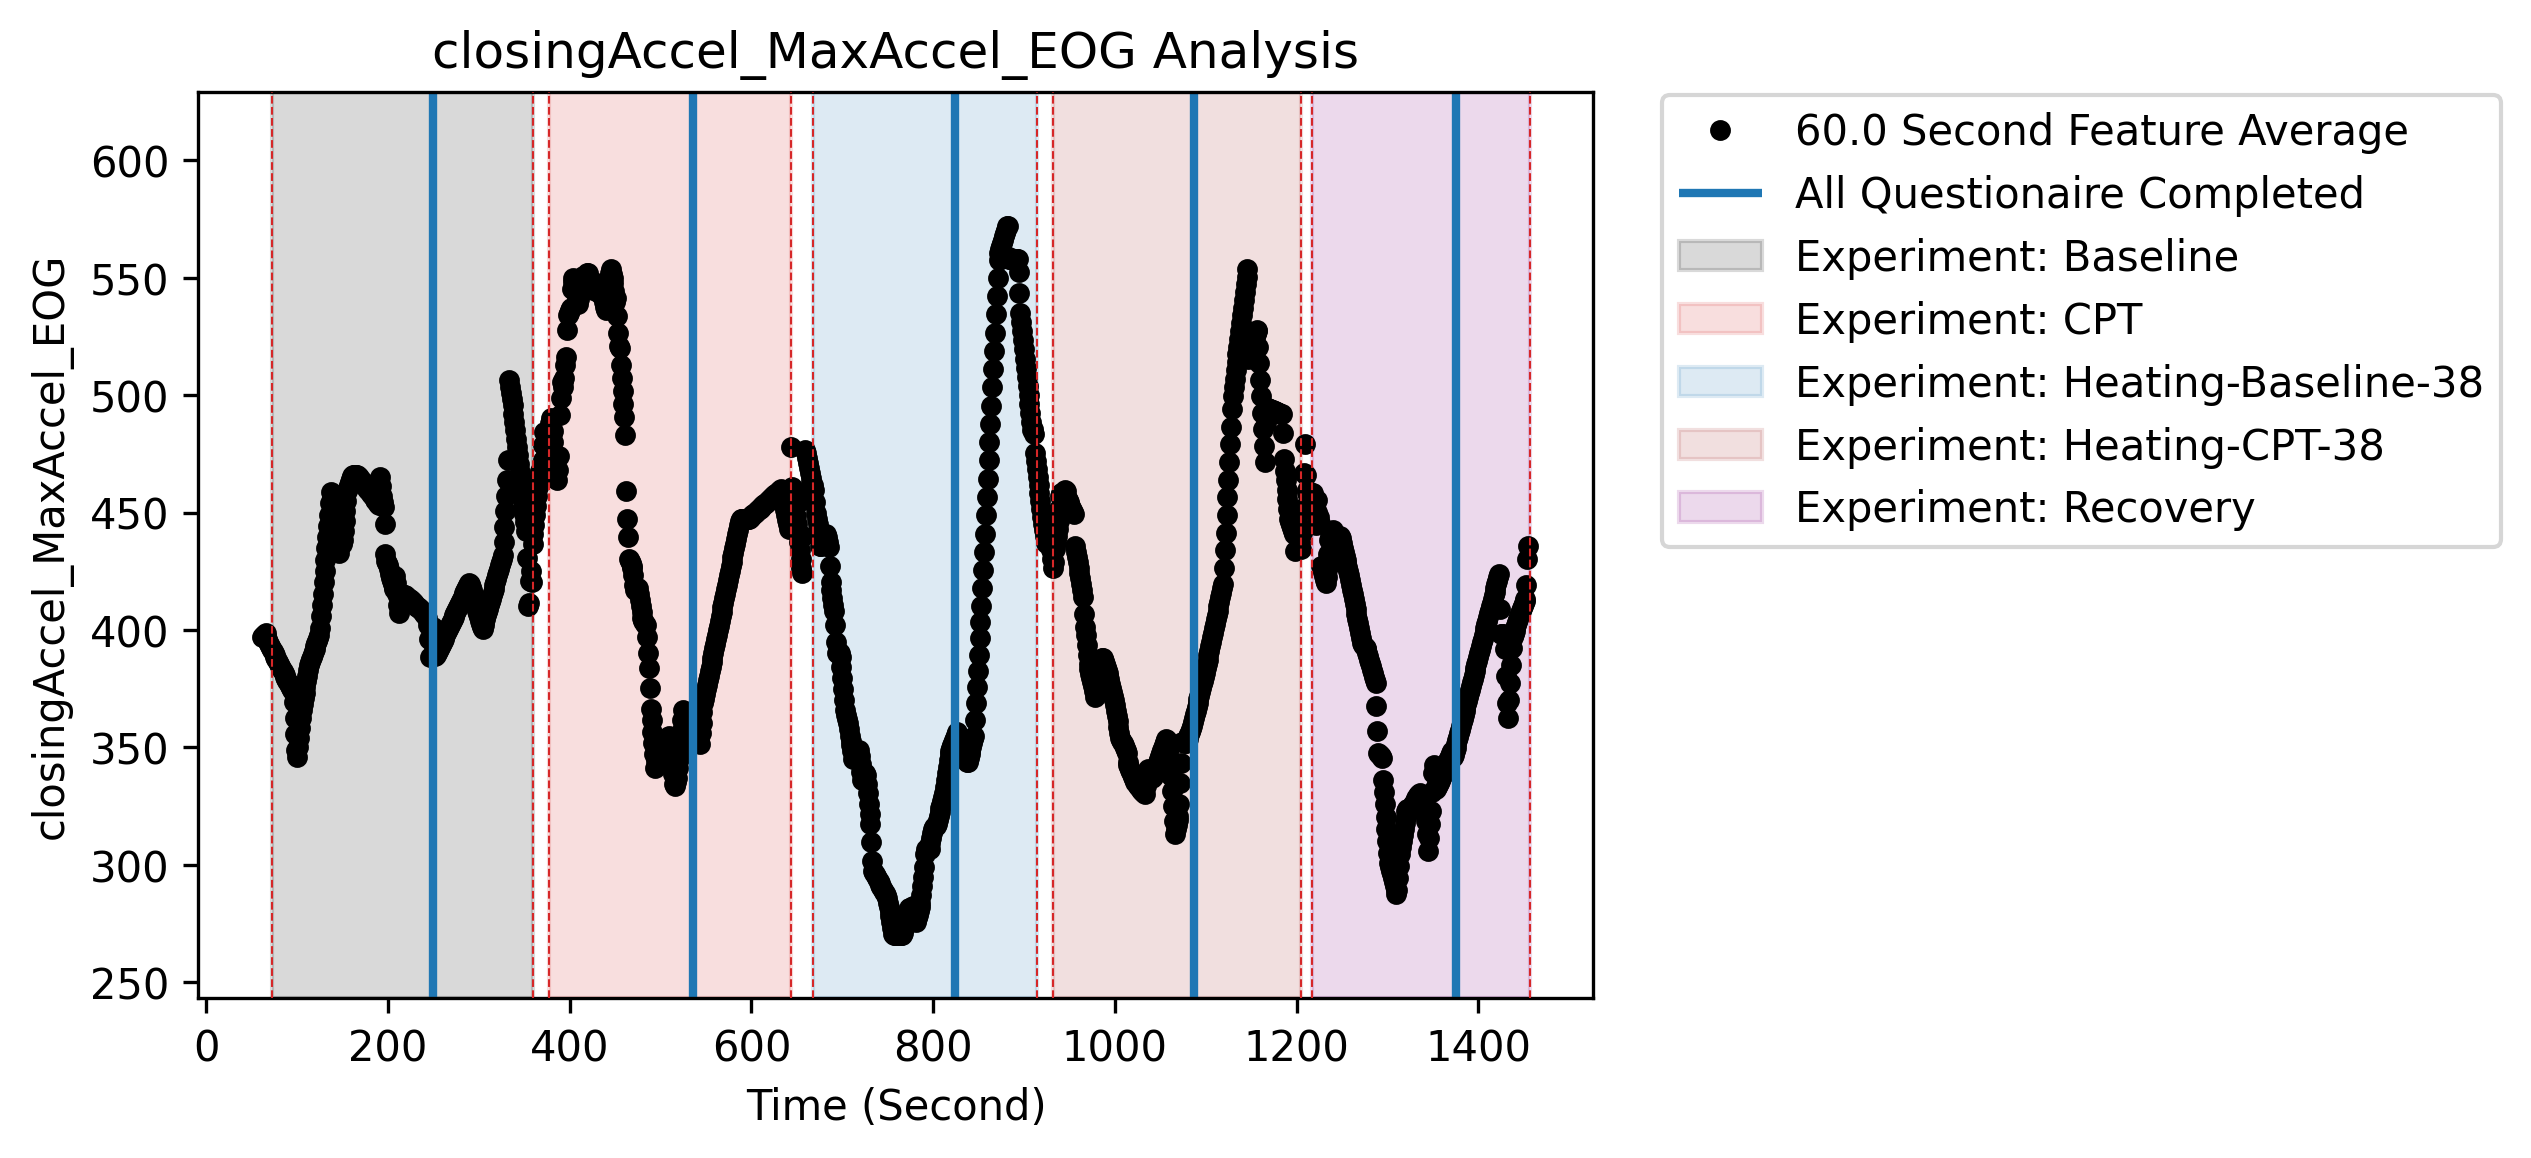 closingAccel_MaxAccel_EOG Analysis
closingAccel_MaxAccel_EOG
600
550
500
450
400
350
300
250
0 200 400 600 800 1000 1200 1400
Time (Second)
60.0 Second Feature Average
All Questionaire Completed
Experiment: Baseline
Experiment: CPT
Experiment: Heating-Baseline-38
Experiment: Heating-CPT-38
Experiment: Recovery